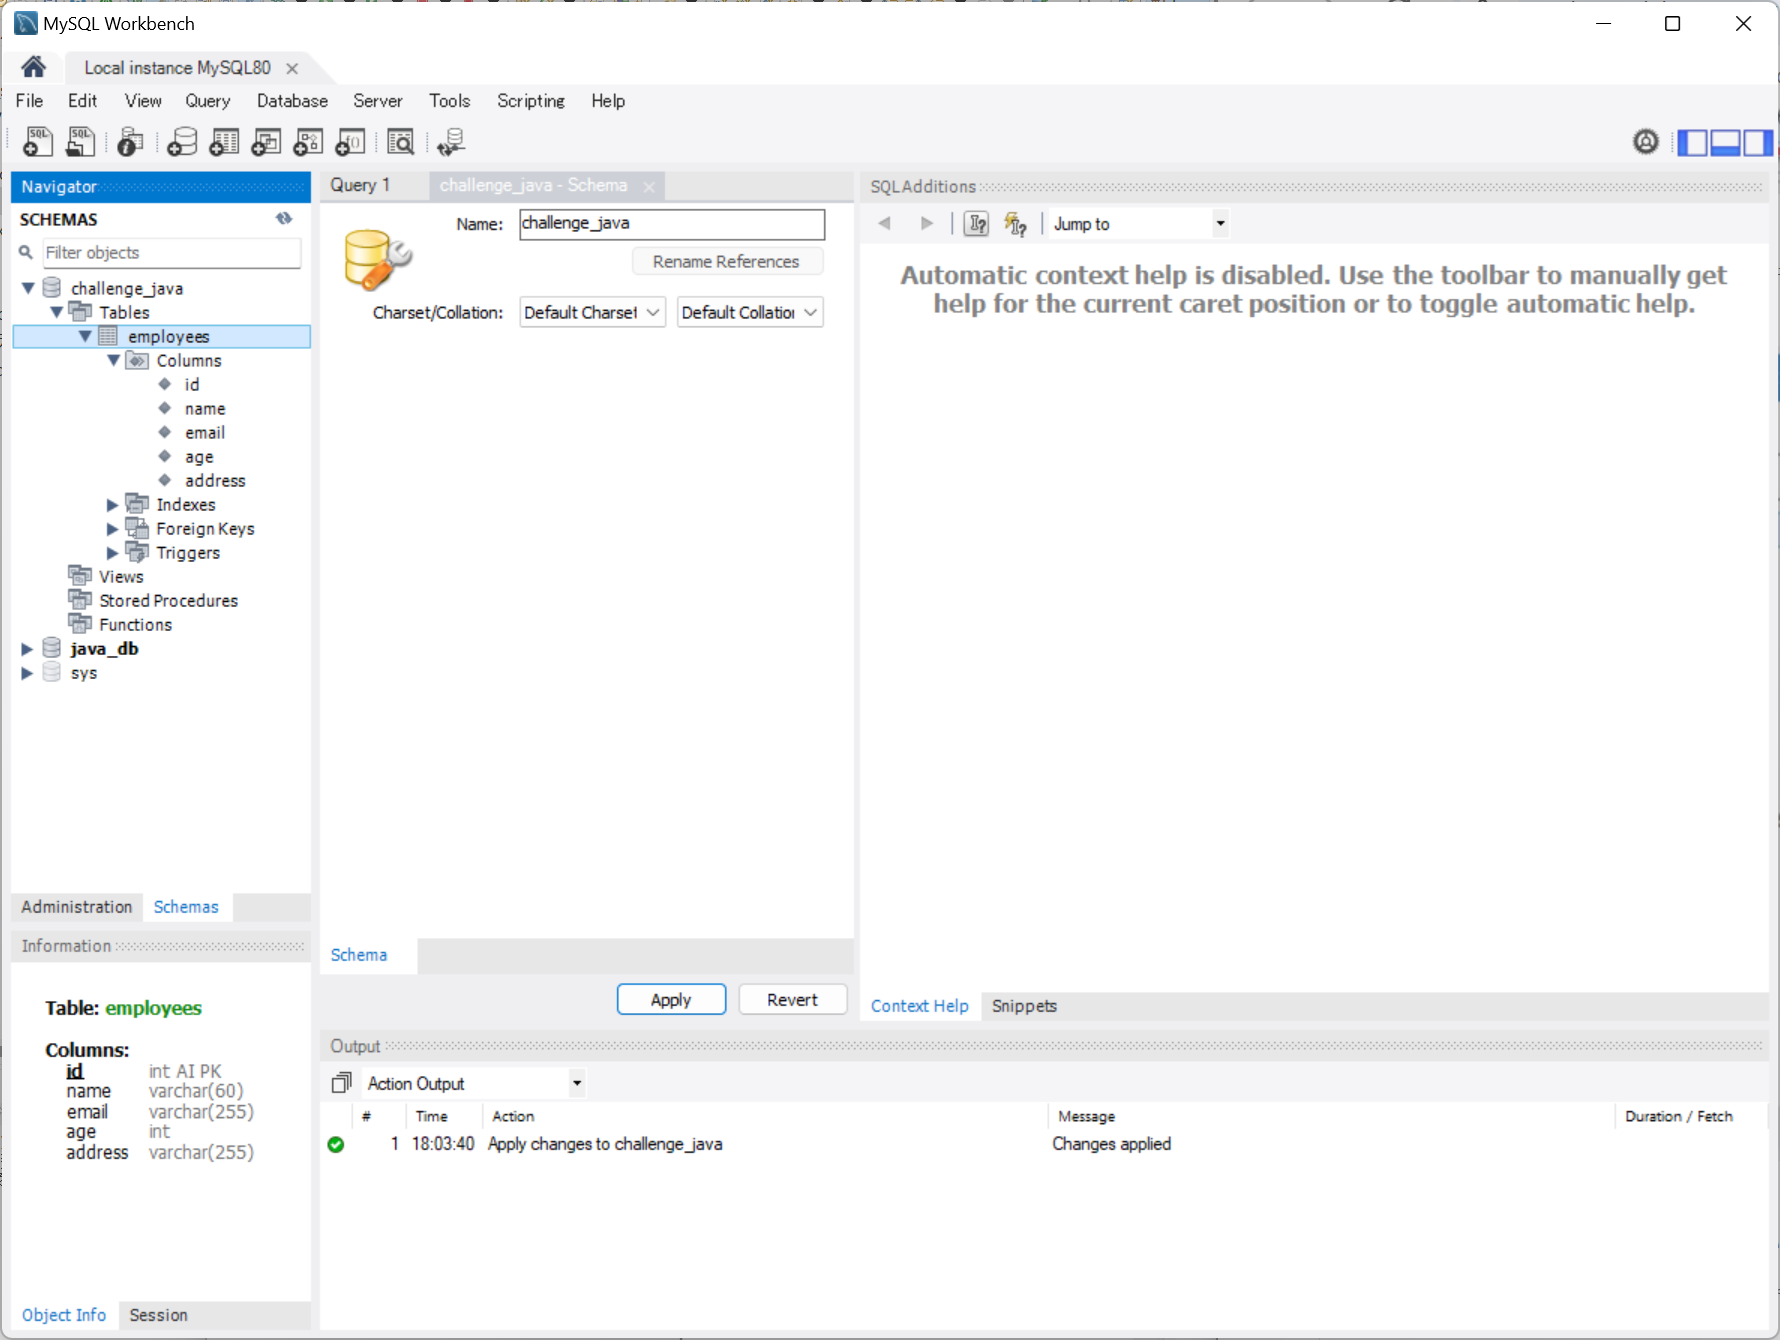 MySQL Workbench
Local instance MySQL80
File Edit View Query Database Server Tools Scripting Help
Navigator
SCHEMAS
Filter objects
challenge_java
Tables
employees
Columns
id
name
email
age
address
Indexes
Foreign Keys
Triggers
Views
Stored Procedures
Functions
java_db
sys
Administration Schemas
Information
Table: employees
Columns:
id int AI PK
name varchar(60)
email varchar(255)
age int
address varchar(255)
Object Info Session
Query 1 challenge_java - Schema
Name: challenge_java
Rename References
Charset/Collation: Default Charset Default Collation
Schema
Apply Revert
SQLAdditions
Jump to
Automatic context help is disabled. Use the toolbar to manually get
help for the current caret position or to toggle automatic help.
Context Help Snippets
Output
Action Output
# Time Action Message Duration / Fetch
1 18:03:40 Apply changes to challenge_java Changes applied